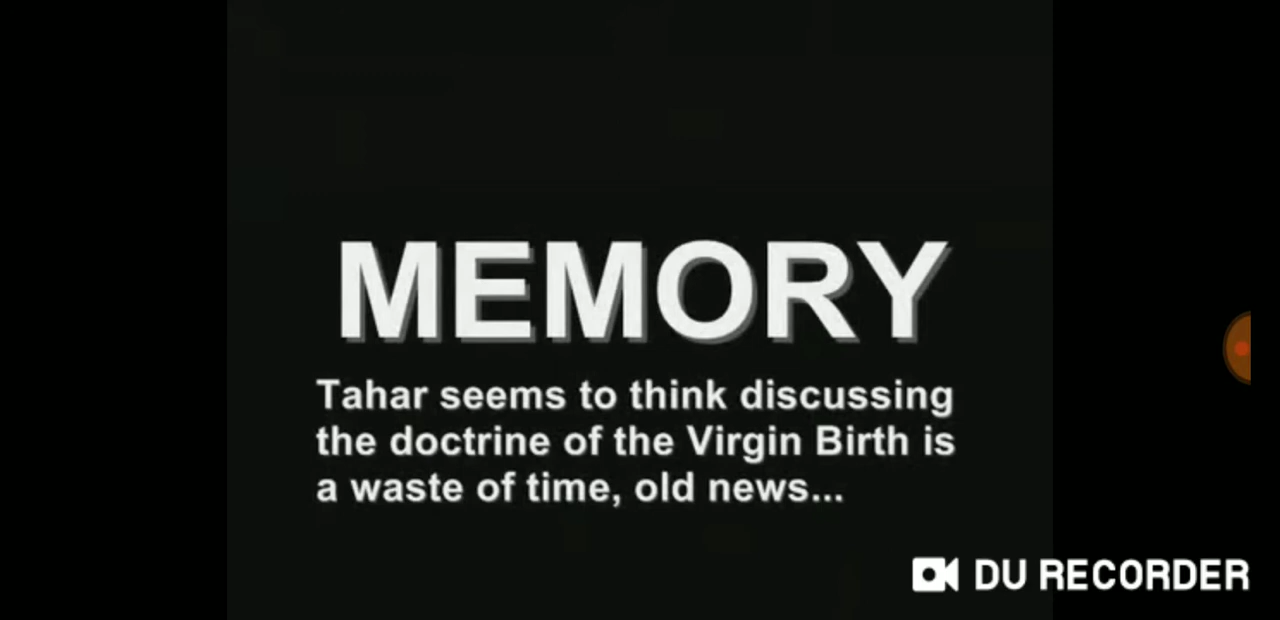 MEMORY
Tahar seems to think discussing
the doctrine of the Virgin Birth is
a waste of time, old news...
DU RECORDER